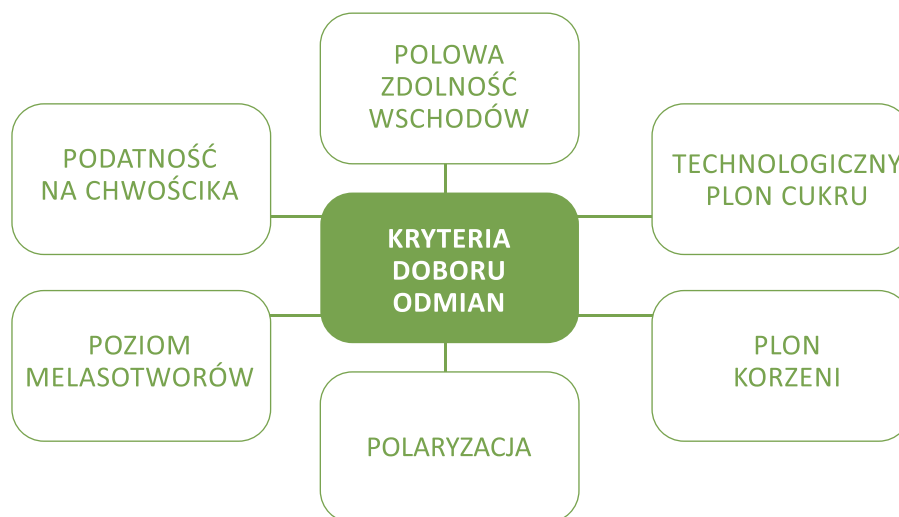 POLOWA
ZDOLNOŚĆ
WSCHODÓW
PODATNOŚĆ
NA CHWOŚCIKA
TECHNOLOGICZNY
PLON CUKRU
KRYTERIA
DOBORU
ODMIAN
POZIOM
MELASOTWORÓW
PLON
KORZENI
POLARYZACJA